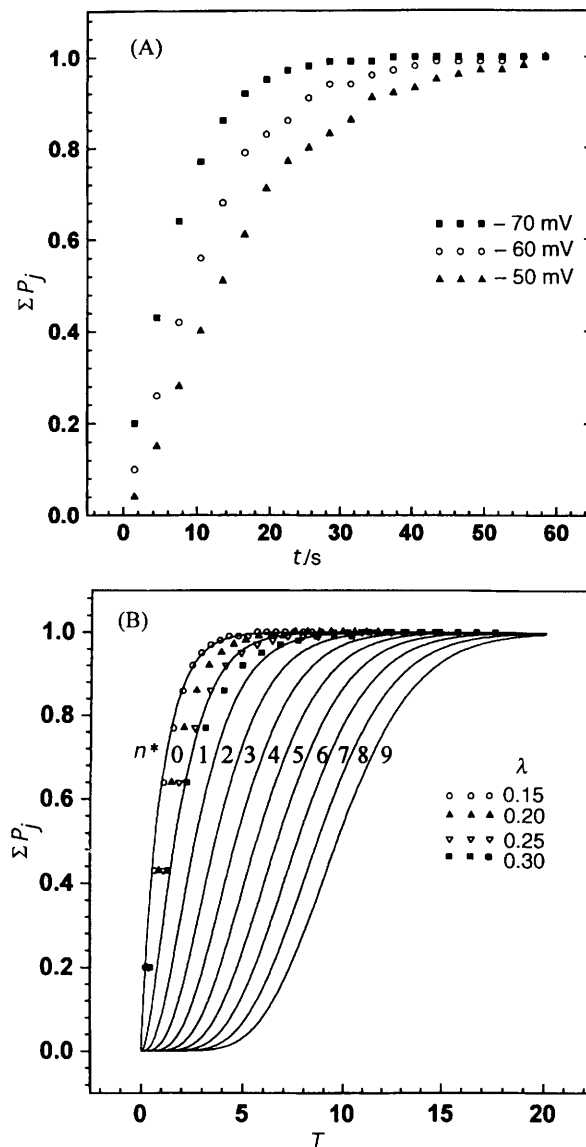 (A)
1.0
0.8
0.6
0.4
0.2
0.0
ΣPj
■ ■ ■ – 70 mV
○ ○ ○ – 60 mV
▲ ▲ ▲ – 50 mV
0 10 20 30 40 50 60
t/s
(B)
1.0
0.8
0.6
0.4
0.2
0.0
ΣPj
n* 0 1 2 3 4 5 6 7 8 9
λ
○ ○ ○ 0.15
▲ ▲ ▲ 0.20
▽ ▽ ▽ 0.25
■ ■ ■ 0.30
0 5 10 15 20
T